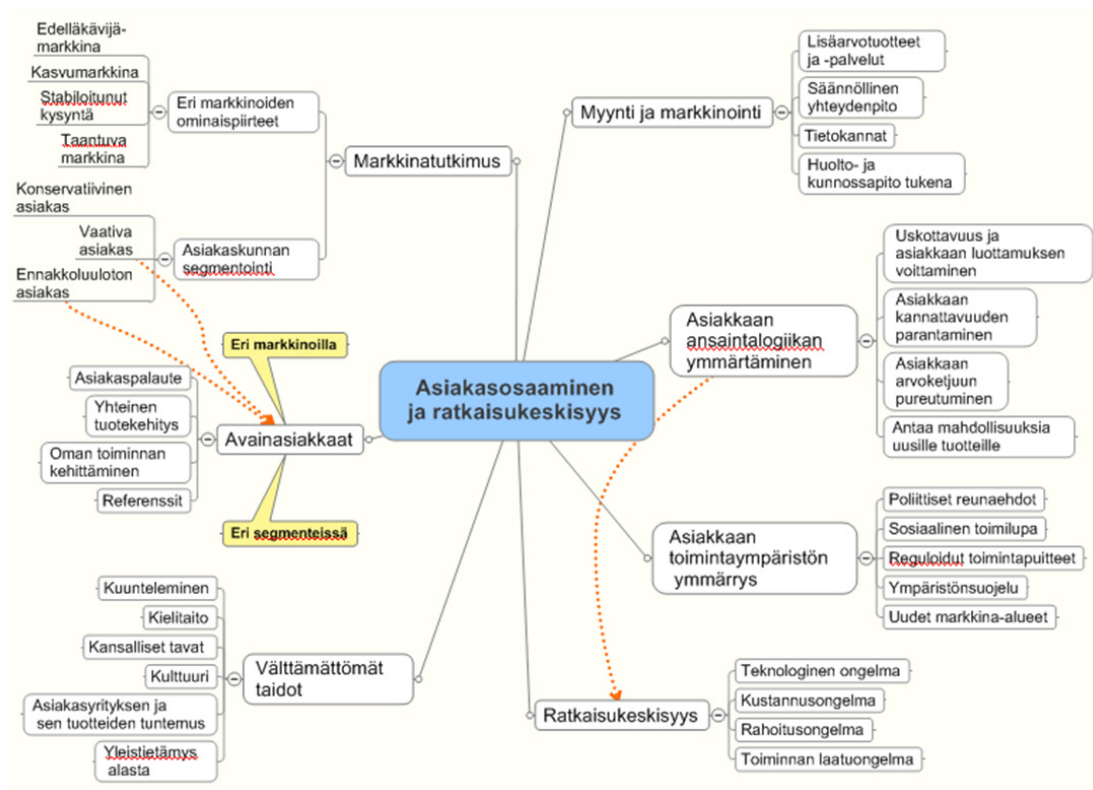 Edelläkävijä-
markkina
Kasvumarkkina
Stabiloitunut
kysyntä
Taantuva
markkina
Eri markkinoiden
ominaispiirteet
Markkinatutkimus
Konservatiivinen
asiakas
Vaativa
asiakas
Ennakkoluuloton
asiakas
Asiakaskunnan
segmentointi
Myynti ja markkinointi
Lisäarvotuotteet
ja -palvelut
Säännöllinen
yhteydenpito
Tietokannat
Huolto- ja
kunnossapito tukena
Asiakkaan
ansaintalogiikan
ymmärtäminen
Uskottavuus ja
asiakkaan luottamuksen
voittaminen
Asiakkaan
kannattavuuden
parantaminen
Asiakkaan
arvoketjuun
pureutuminen
Antaa mahdollisuuksia
uusille tuotteille
Asiakasosaaminen
ja ratkaisukeskisyys
Eri markkinoilla
Asiakaspalaute
Yhteinen
tuotekehitys
Oman toiminnan
kehittäminen
Referenssit
Avainasiakkaat
Eri segmenteissä
Asiakkaan
toimintaympäristön
ymmärrys
Poliittiset reunaehdot
Sosiaalinen toimilupa
Reguloidut toimintapuitteet
Ympäristönsuojelu
Uudet markkina-alueet
Kuunteleminen
Kielitaito
Kansalliset tavat
Kulttuuri
Asiakasyrityksen ja
sen tuotteiden tuntemus
Yleistietämys
alasta
Välttämättömät
taidot
Ratkaisukeskisyys
Teknologinen ongelma
Kustannusongelma
Rahoitusongelma
Toiminnan laatuongelma